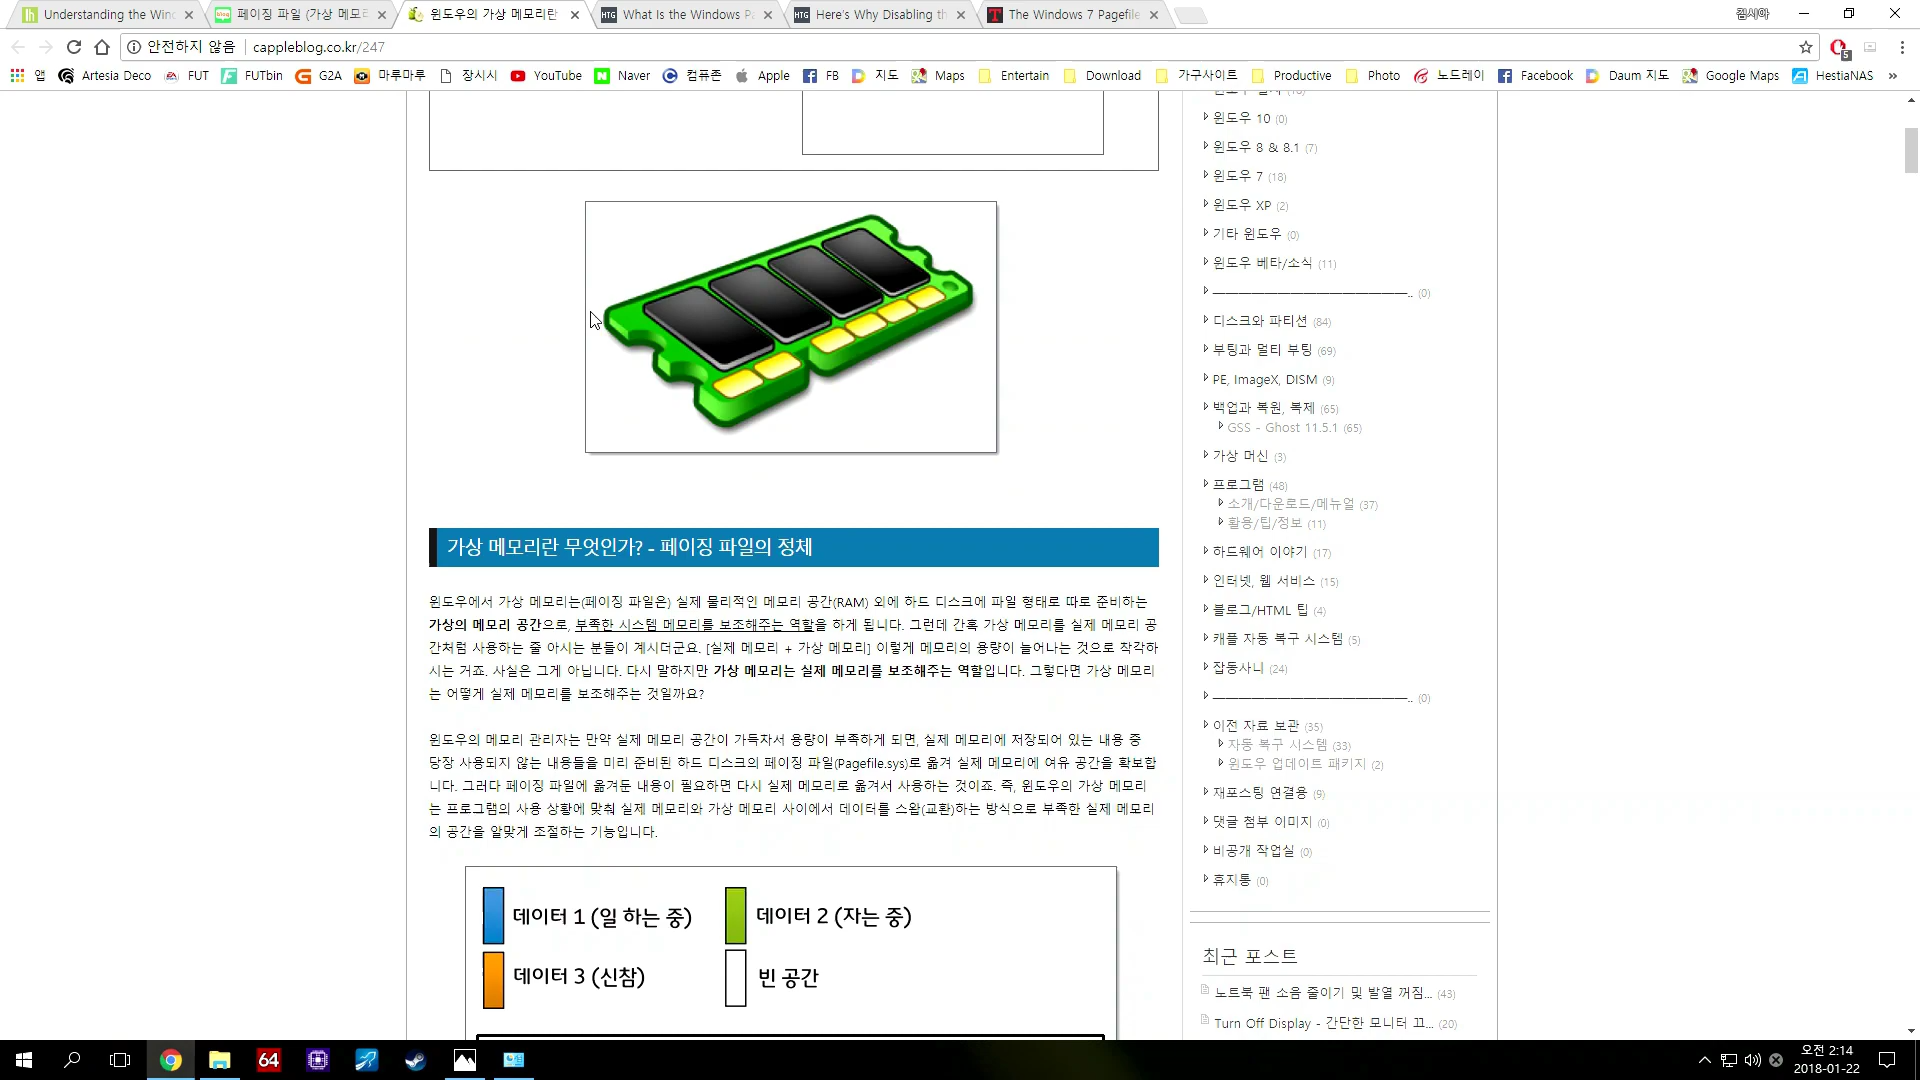 Understanding the Winc
페이징 파일 (가상 메모리
윈도우의 가상 메모리란
HTG What Is the Windows Pa
HTG Here's Why Disabling th
The Windows 7 Pagefile
안전하지 않음
cappleblog.co.kr/247
5
앱
Artesia Deco
FUT
FUTbin
G2A
마루마루
장시시
YouTube
Naver
컴퓨존
Apple
FB
지도
Maps
Entertain
Download
가구사이트
Productive
Photo
노드레이
Facebook
Daum 지도
Google Maps
HestiaNAS
»
가상 메모리란 무엇인가? - 페이징 파일의 정체
윈도우에서 가상 메모리는(페이징 파일은) 실제 물리적인 메모리 공간(RAM) 외에 하드 디스크에 파일 형태로 따로 준비하는
가상의 메모리 공간으로, 부족한 시스템 메모리를 보조해주는 역할을 하게 됩니다. 그런데 간혹 가상 메모리를 실제 메모리 공
간처럼 사용하는 줄 아시는 분들이 계시더군요. [실제 메모리 + 가상 메모리] 이렇게 메모리의 용량이 늘어나는 것으로 착각하
시는 거죠. 사실은 그게 아닙니다. 다시 말하지만 가상 메모리는 실제 메모리를 보조해주는 역할입니다. 그렇다면 가상 메모리
는 어떻게 실제 메모리를 보조해주는 것일까요?
윈도우의 메모리 관리자는 만약 실제 메모리 공간이 가득차서 용량이 부족하게 되면, 실제 메모리에 저장되어 있는 내용 중
당장 사용되지 않는 내용들을 미리 준비된 하드 디스크의 페이징 파일(Pagefile.sys)로 옮겨 실제 메모리에 여유 공간을 확보합
니다. 그러다 페이징 파일에 옮겨둔 내용이 필요하면 다시 실제 메모리로 옮겨서 사용하는 것이죠. 즉, 윈도우의 가상 메모리
는 프로그램의 사용 상황에 맞춰 실제 메모리와 가상 메모리 사이에서 데이터를 스왑(교환)하는 방식으로 부족한 실제 메모리
의 공간을 알맞게 조절하는 기능입니다.
데이터 1 (일 하는 중)
데이터 2 (자는 중)
데이터 3 (신참)
빈 공간
윈도우 10 (0)
윈도우 8 & 8.1 (7)
윈도우 7 (18)
윈도우 XP (2)
기타 윈도우 (0)
윈도우 베타/소식 (11)
―――――――――――――――.. (0)
디스크와 파티션 (84)
부팅과 멀티 부팅 (69)
PE, ImageX, DISM (9)
백업과 복원, 복제 (65)
GSS - Ghost 11.5.1 (65)
가상 머신 (3)
프로그램 (48)
소개/다운로드/메뉴얼 (37)
활용/팁/정보 (11)
하드웨어 이야기 (17)
인터넷, 웹 서비스 (15)
블로그/HTML 팁 (4)
캐플 자동 복구 시스템 (5)
잡동사니 (24)
―――――――――――――――.. (0)
이전 자료 보관 (35)
자동 복구 시스템 (33)
윈도우 업데이트 패키지 (2)
재포스팅 연결용 (9)
댓글 첨부 이미지 (0)
비공개 작업실 (0)
휴지통 (0)
최근 포스트
노트북 팬 소음 줄이기 및 발열 꺼짐... (43)
Turn Off Display - 간단한 모니터 끄... (20)
64
오전 2:14
2018-01-22